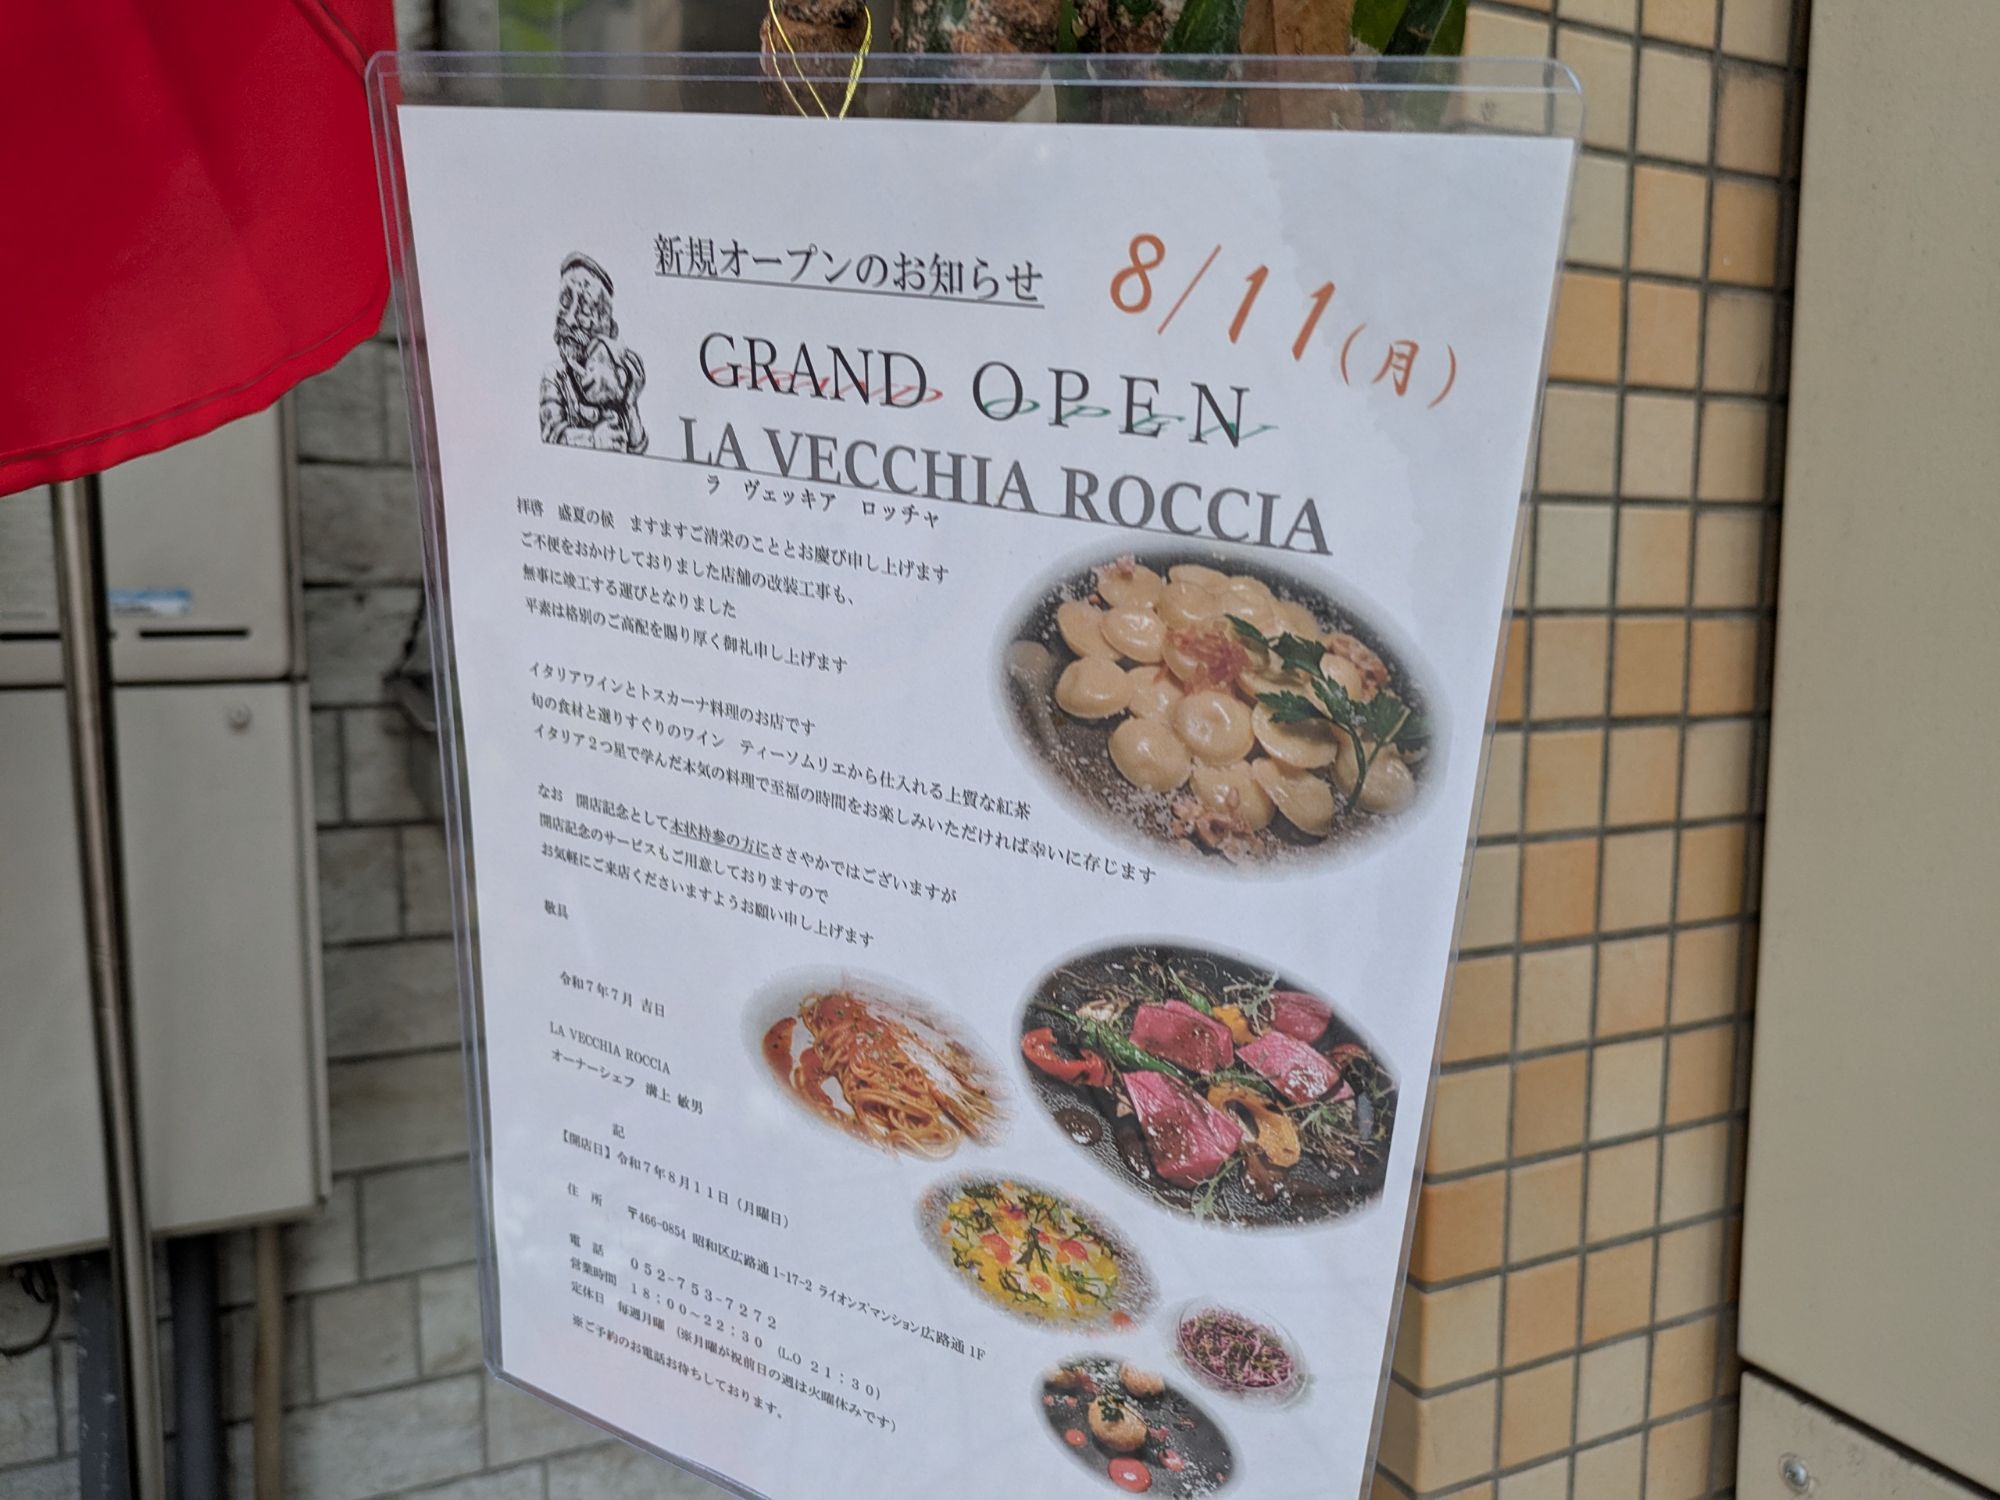 新規オープンのお知らせ
8/11(月)
GRAND OPEN
LA VECCHIA ROCCIA
ラ ヴェッキア ロッチャ
拝啓 盛夏の候 ますますご清栄のこととお慶び申し上げます
ご不便をおかけしておりました店舗の改装工事も、
無事に竣工する運びとなりました
平素は格別のご高配を賜り厚く御礼申し上げます
イタリアワインとトスカーナ料理のお店です
旬の食材と選りすぐりのワイン ティーソムリエから仕入れる上質な紅茶
イタリア2つ星で学んだ本気の料理で至福の時間をお楽しみいただければ幸いに存じます
なお 開店記念として本状持参の方にささやかではございますが
開店記念のサービスもご用意しておりますので
お気軽にご来店くださいますようお願い申し上げます
敬具
令和7年7月 吉日
LA VECCHIA ROCCIA
オーナーシェフ 溝上 敏男
記
【開店日】令和7年8月11日(月曜日)
住 所 〒466-0854 昭和区広路通1-17-2 ライオンズマンション広路通1F
電 話 052-753-7272
営業時間 18:00~22:30 (L.O 21:30)
定休日 毎週月曜 (※月曜が祝前日の週は火曜休みです)
※ご予約のお電話お待ちしております。